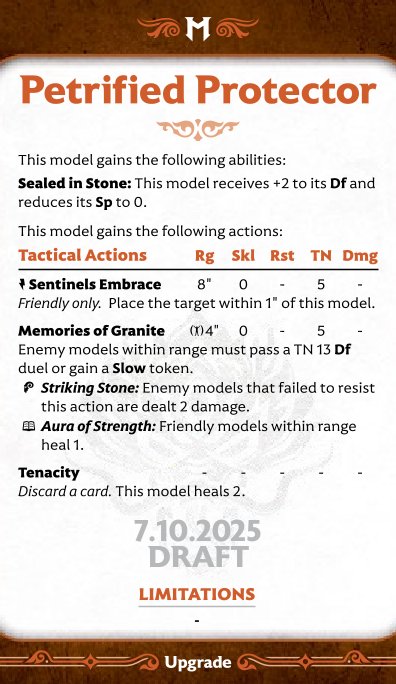 M
Petrified Protector
This model gains the following abilities:
Sealed in Stone: This model receives +2 to its Df and
reduces its Sp to 0.
This model gains the following actions:
Tactical Actions Rg Skl Rst TN Dmg
Sentinels Embrace 8" 0 - 5 -
Friendly only. Place the target within 1" of this model.
Memories of Granite 4" 0 - 5 -
Enemy models within range must pass a TN 13 Df
duel or gain a Slow token.
Striking Stone: Enemy models that failed to resist
this action are dealt 2 damage.
Aura of Strength: Friendly models within range
heal 1.
Tenacity - - - - -
Discard a card. This model heals 2.
7.10.2025
DRAFT
LIMITATIONS
-
Upgrade